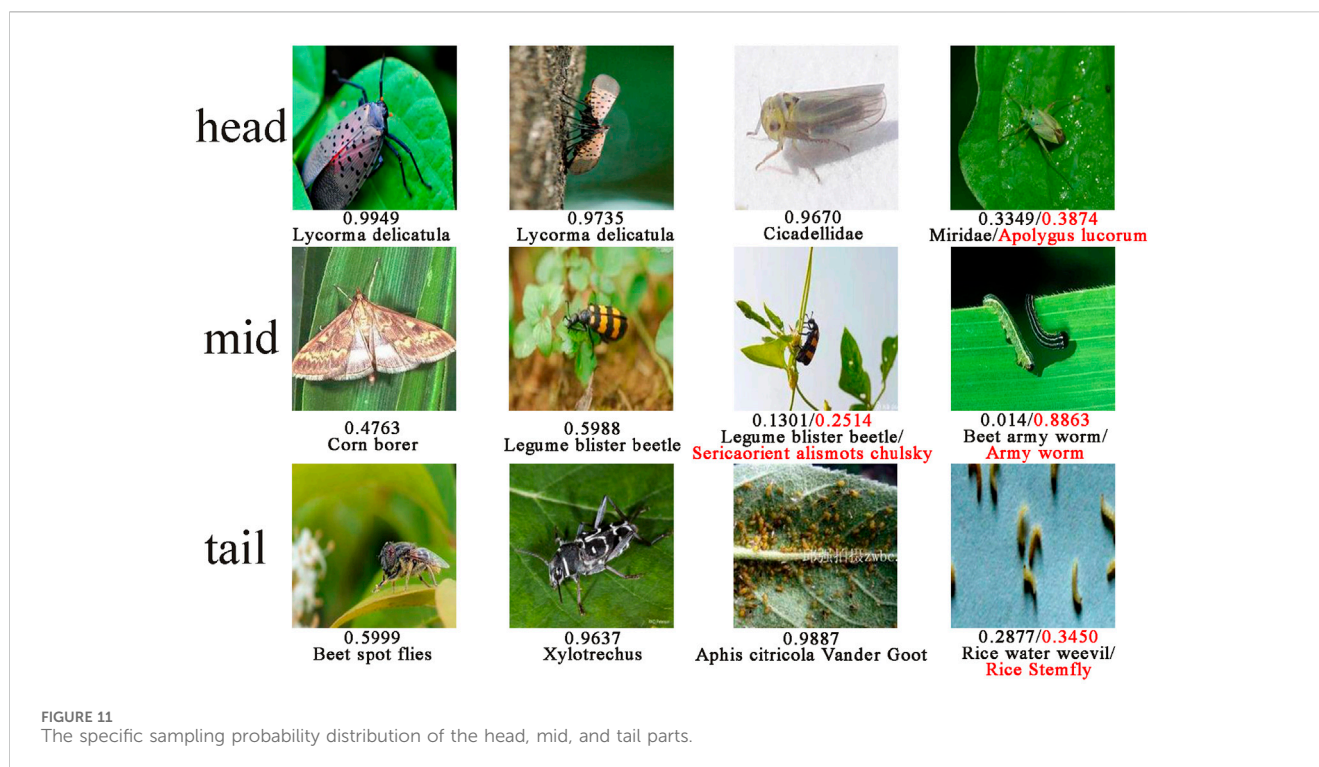 head
0.9949
Lycorma delicatula
0.9735
Lycorma delicatula
0.9670
Cicadellidae
0.3349/0.3874
Miridae/Apolygus lucorum
mid
0.4763
Corn borer
0.5988
Legume blister beetle
0.1301/0.2514
Legume blister beetle/
Sericaorient alismots chulsky
0.014/0.8863
Beet army worm/
Army worm
tail
0.5999
Beet spot flies
0.9637
Xylotrechus
zwbc.
0.9887
Aphis citricola Vander Goot
0.2877/0.3450
Rice water weevil/
Rice Stemfly
FIGURE 11
The specific sampling probability distribution of the head, mid, and tail parts.